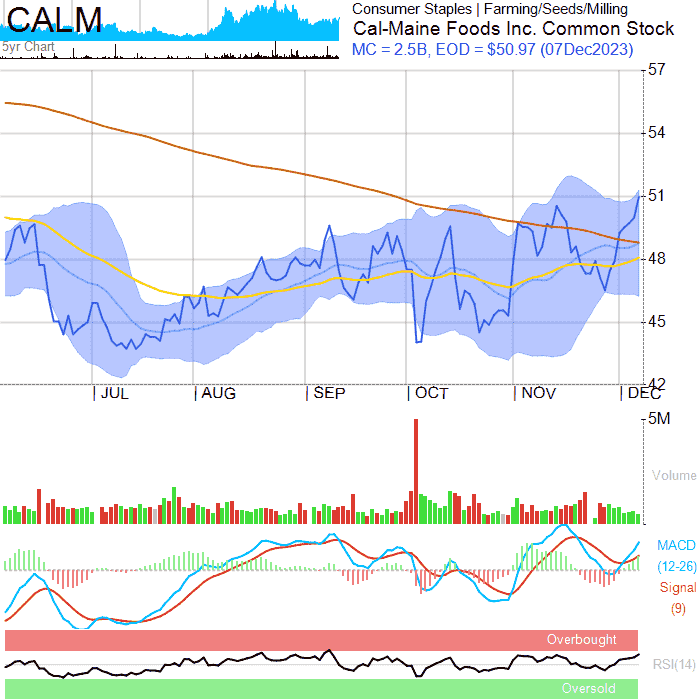 CALM
5yr Chart
Consumer Staples | Farming/Seeds/Milling
Cal-Maine Foods Inc. Common Stock
MC = 2.5B, EOD = $50.97 (07Dec2023)
57
54
51
48
45
42
JUL
AUG
SEP
OCT
NOV
DEC
5M
Volume
MACD
(12-26)
Signal
(9)
Overbought
RSI(14)
Oversold